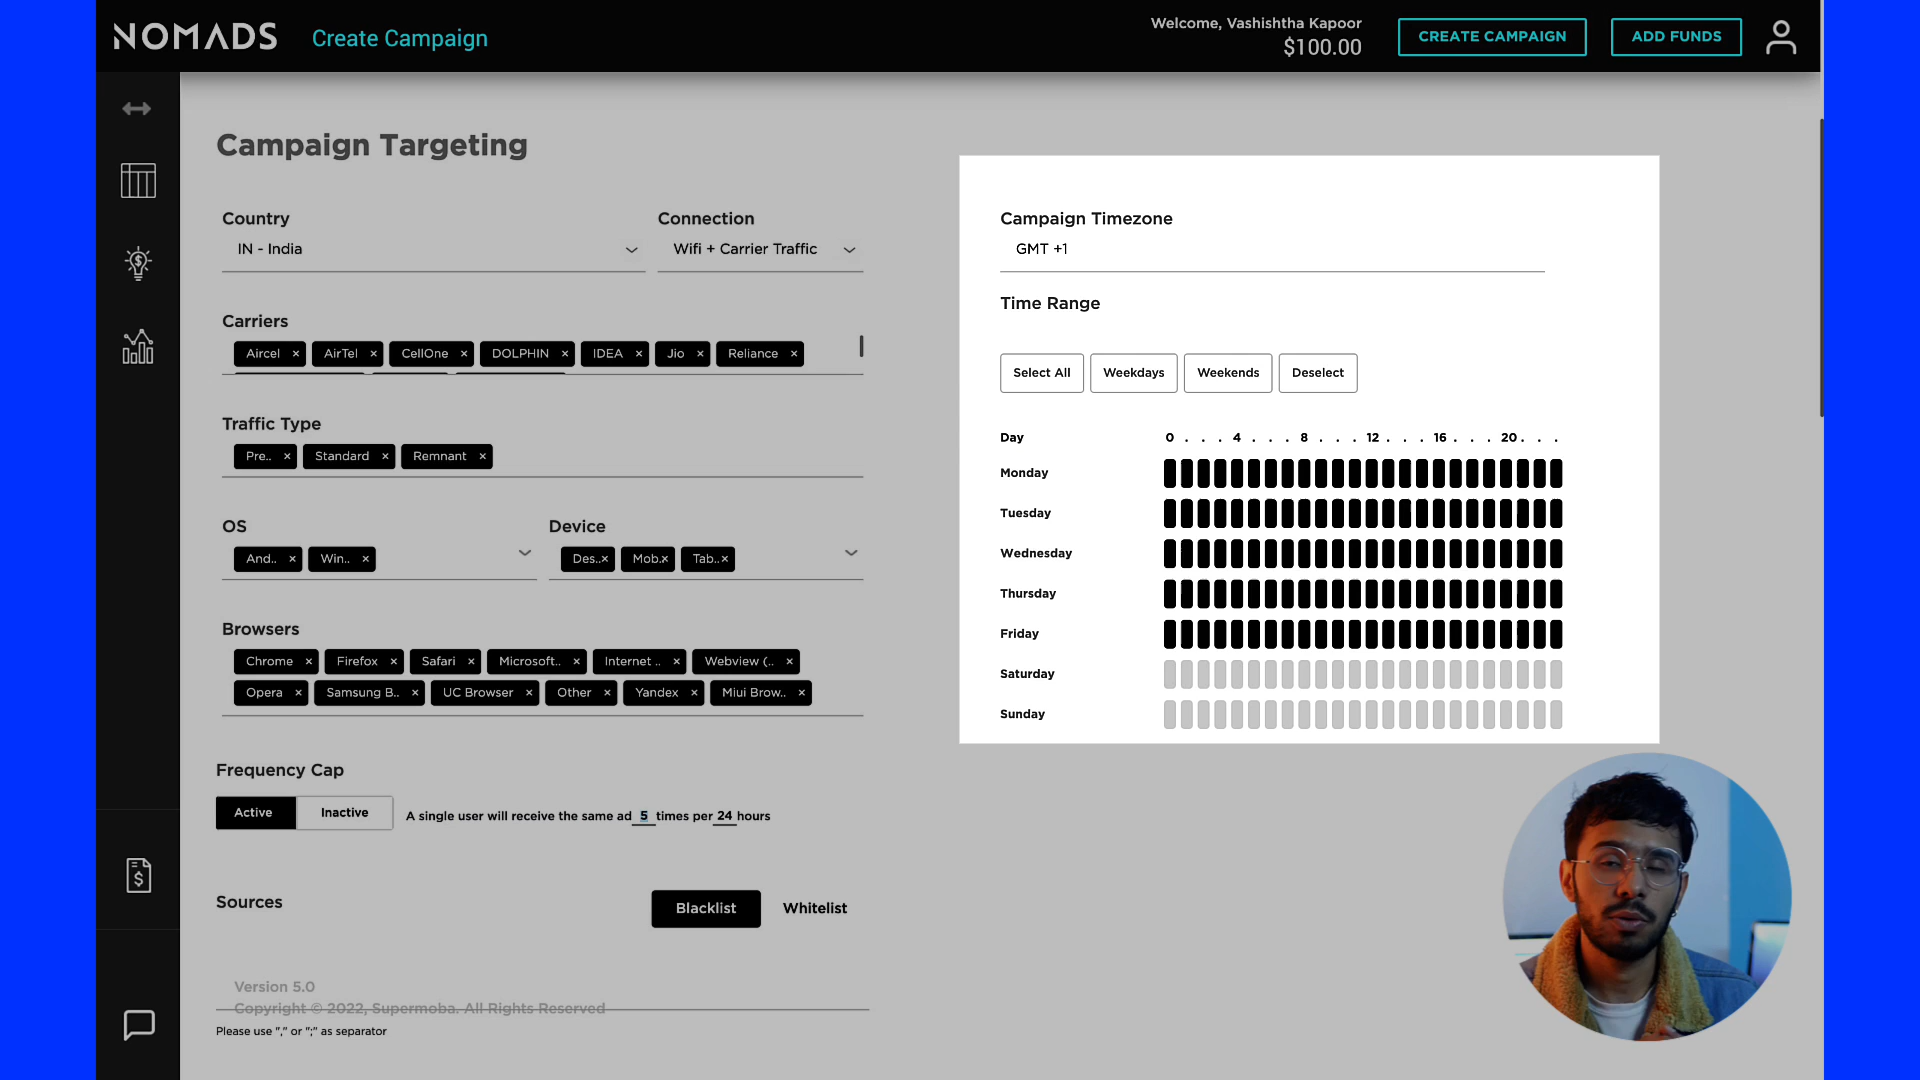 NOMADS
Create Campaign
Welcome, Vashishtha Kapoor
$100.00
CREATE CAMPAIGN
ADD FUNDS
Campaign Targeting
Country
IN - India
Connection
Wifi + Carrier Traffic
Carriers
Aircel × AirTel × CellOne × DOLPHIN × IDEA × Jio × Reliance ×
Traffic Type
Pre.. × Standard × Remnant ×
OS
And.. × Win.. ×
Device
Des..× Mob.× Tab..×
Browsers
Chrome × Firefox × Safari × Microsoft.. × Internet .. × Webview (.. ×
Opera × Samsung B.. × UC Browser × Other × Yandex × Miui Brow.. ×
Frequency Cap
Active Inactive A single user will receive the same ad 5 times per 24 hours
Sources
Blacklist Whitelist
Version 5.0
Copyright © 2022, Supermoba. All Rights Reserved
Please use "," or ";" as separator
Campaign Timezone
GMT +1
Time Range
Select All Weekdays Weekends Deselect
Day 0 . . . 4 . . . 8 . . . 12 . . . 16 . . . 20 . . .
Monday
Tuesday
Wednesday
Thursday
Friday
Saturday
Sunday